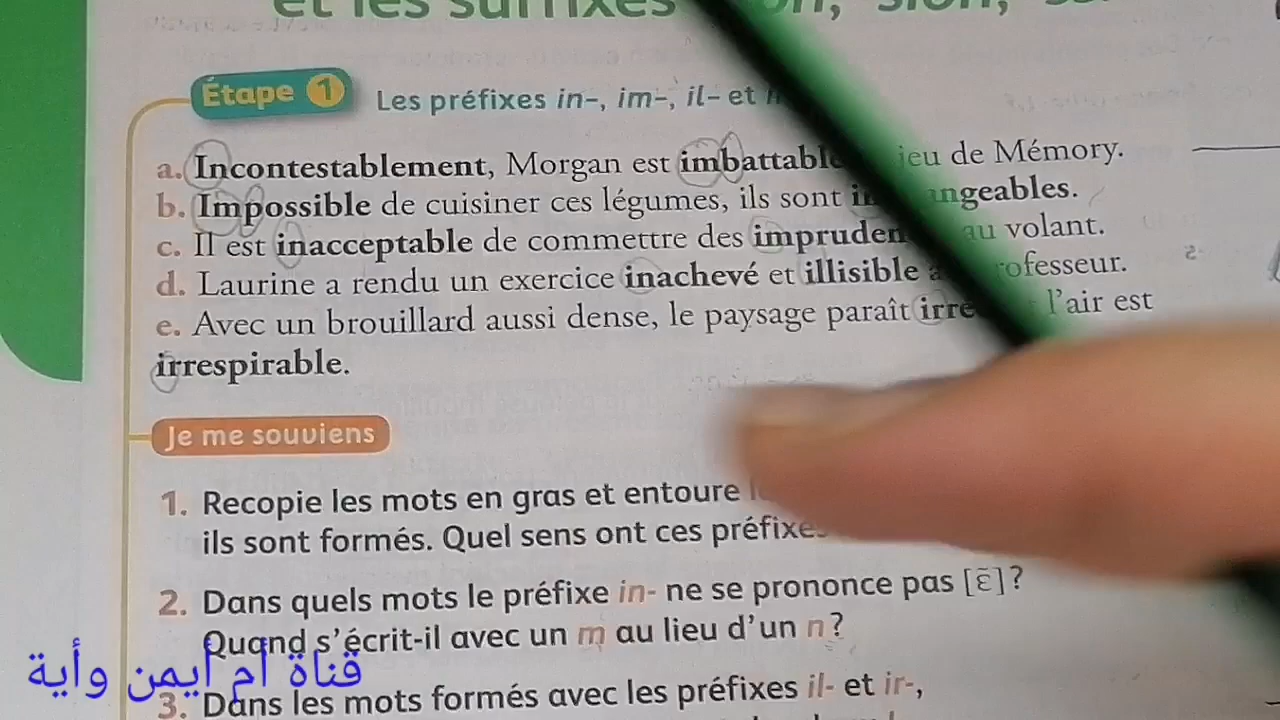 et les suffixes
Étape 1 Les préfixes in-, im-, il- et
a. Incontestablement, Morgan est imbattable jeu de Mémory.
b. Impossible de cuisiner ces légumes, ils sont
c. Il est inacceptable de commettre des au volant.
d. Laurine a rendu un exercice inachevé et illisible
e. Avec un brouillard aussi dense, le paysage paraît l'air est
irrespirable.
Je me souviens
1. Recopie les mots en gras et entoure
ils sont formés. Quel sens ont ces préfixes
2. Dans quels mots le préfixe in- ne se prononce pas [ɛ̃] ?
Quand s'écrit-il avec un m au lieu d'un n ?
قناة أم أيمن وأية
3. Dans les mots formés avec les préfixes il- et ir-,